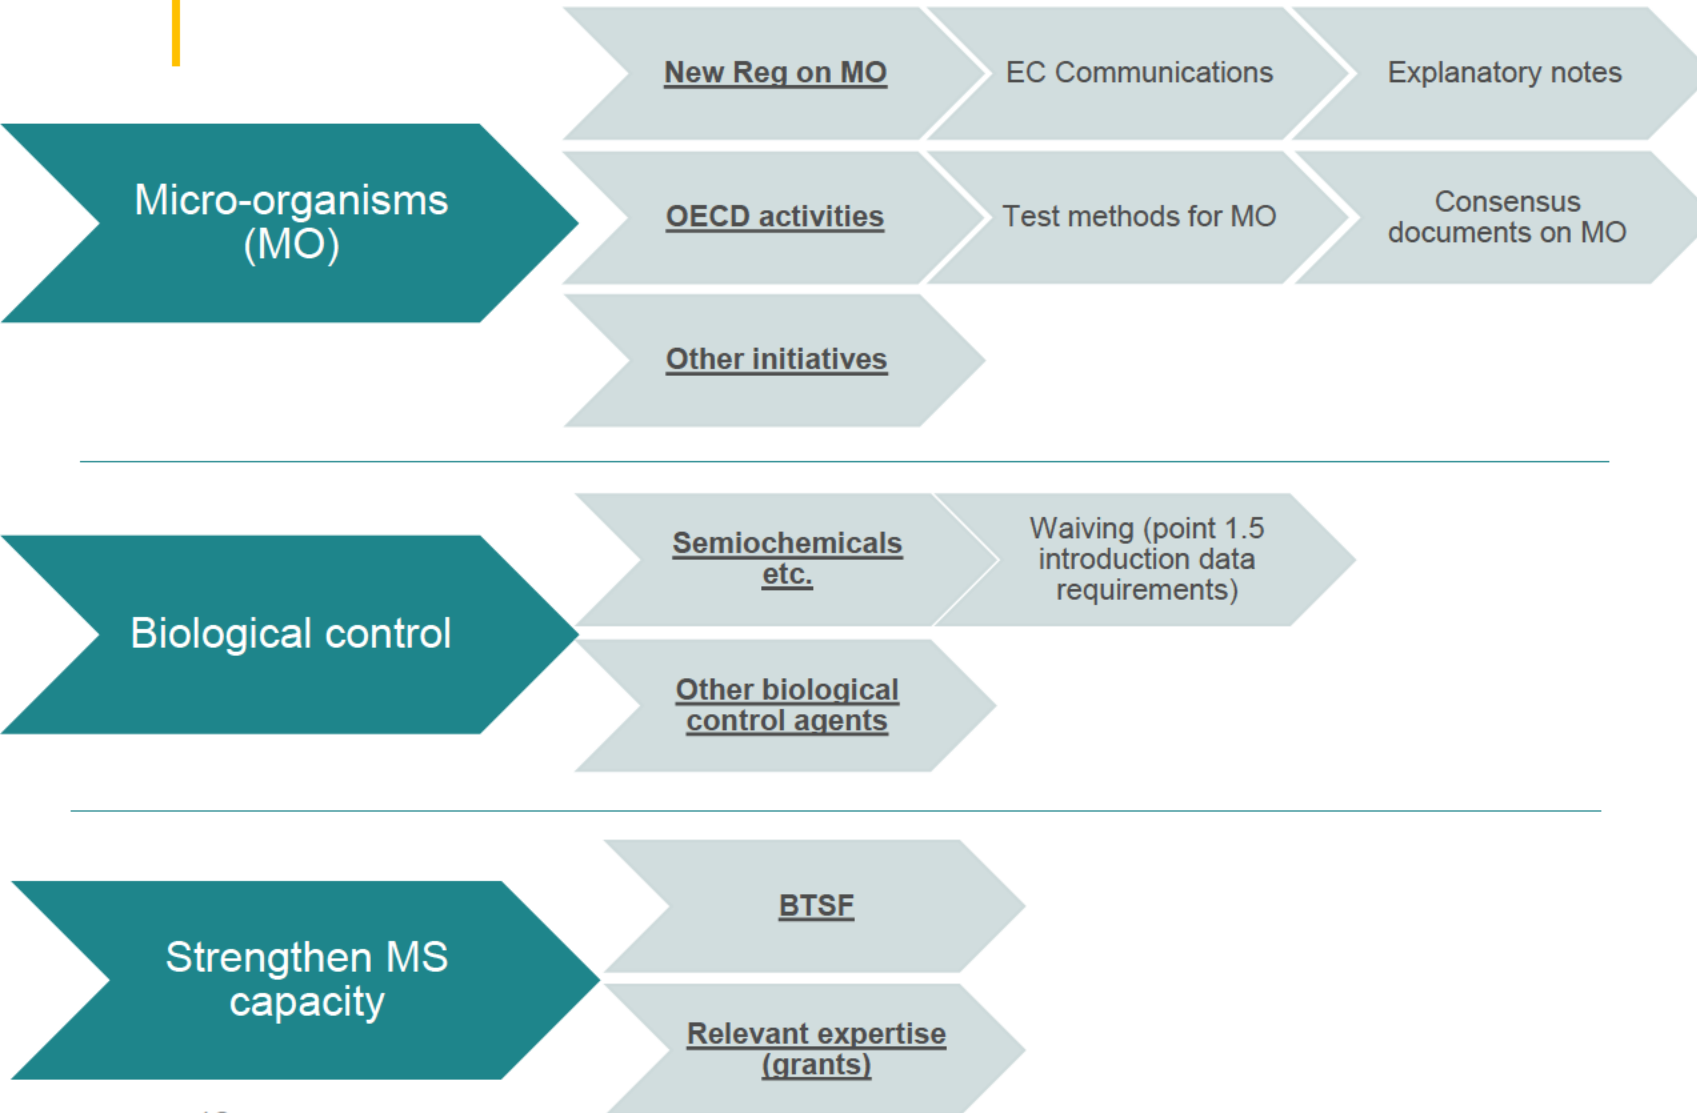 New Reg on MO
EC Communications
Explanatory notes
Micro-organisms
(MO)
OECD activities
Test methods for MO
Consensus
documents on MO
Other initiatives
Biological control
Semiochemicals
etc.
Waiving (point 1.5
introduction data
requirements)
Other biological
control agents
Strengthen MS
capacity
BTSF
Relevant expertise
(grants)